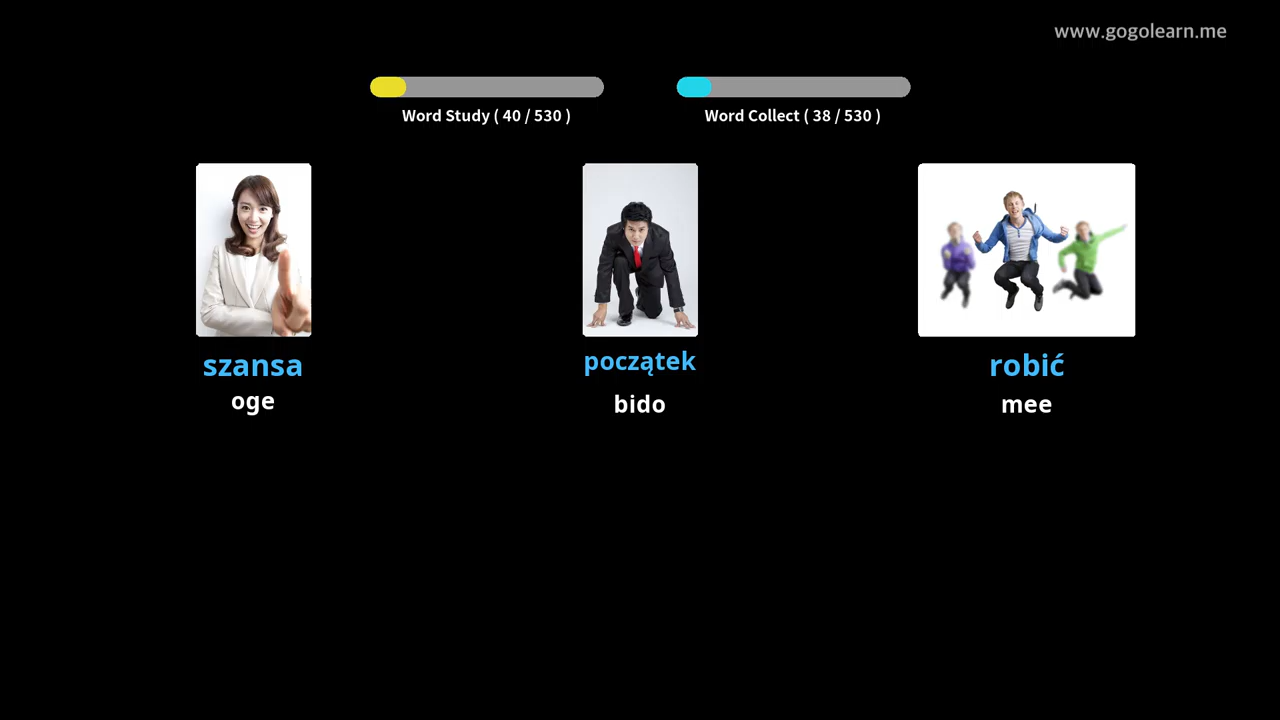 www.gogolearn.me
Word Study ( 40 / 530 )
Word Collect ( 38 / 530 )
szansa
początek
robić
oge
bido
mee